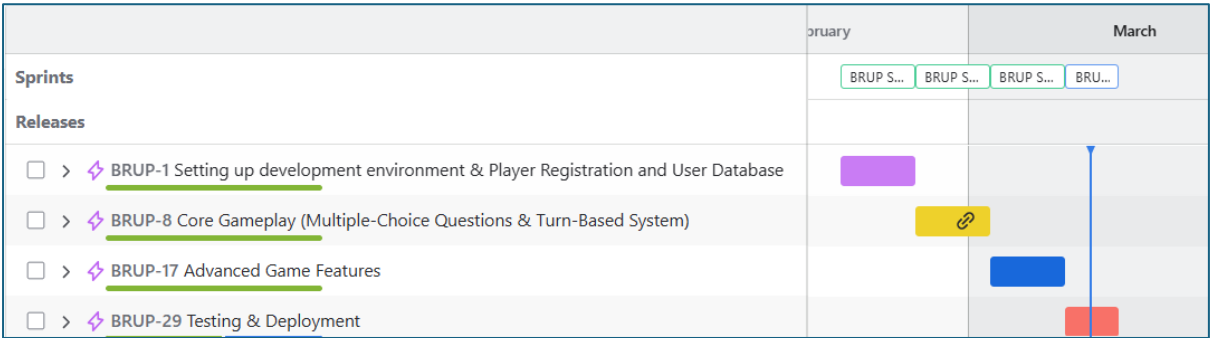 bruary March
Sprints BRUP S... BRUP S... BRUP S... BRU...
Releases
BRUP-1 Setting up development environment & Player Registration and User Database
BRUP-8 Core Gameplay (Multiple-Choice Questions & Turn-Based System)
BRUP-17 Advanced Game Features
BRUP-29 Testing & Deployment